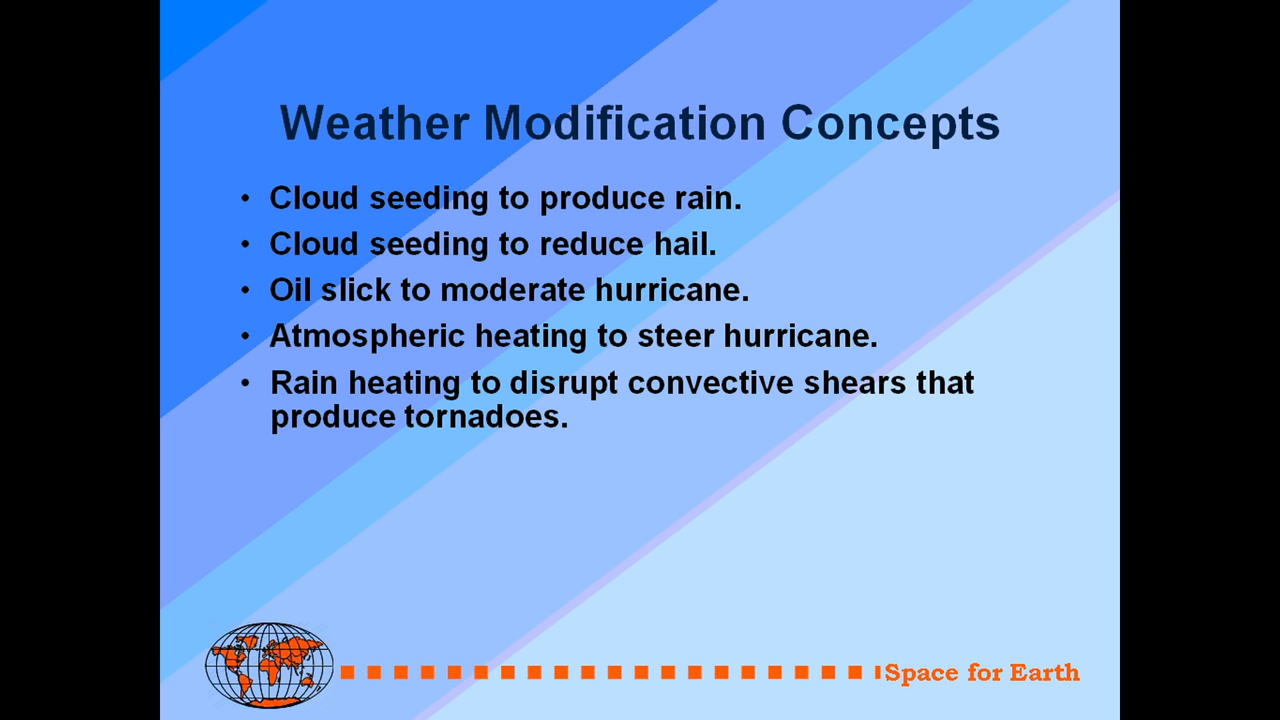 Weather Modification Concepts
• Cloud seeding to produce rain.
• Cloud seeding to reduce hail.
• Oil slick to moderate hurricane.
• Atmospheric heating to steer hurricane.
• Rain heating to disrupt convective shears that
produce tornadoes.
Space for Earth